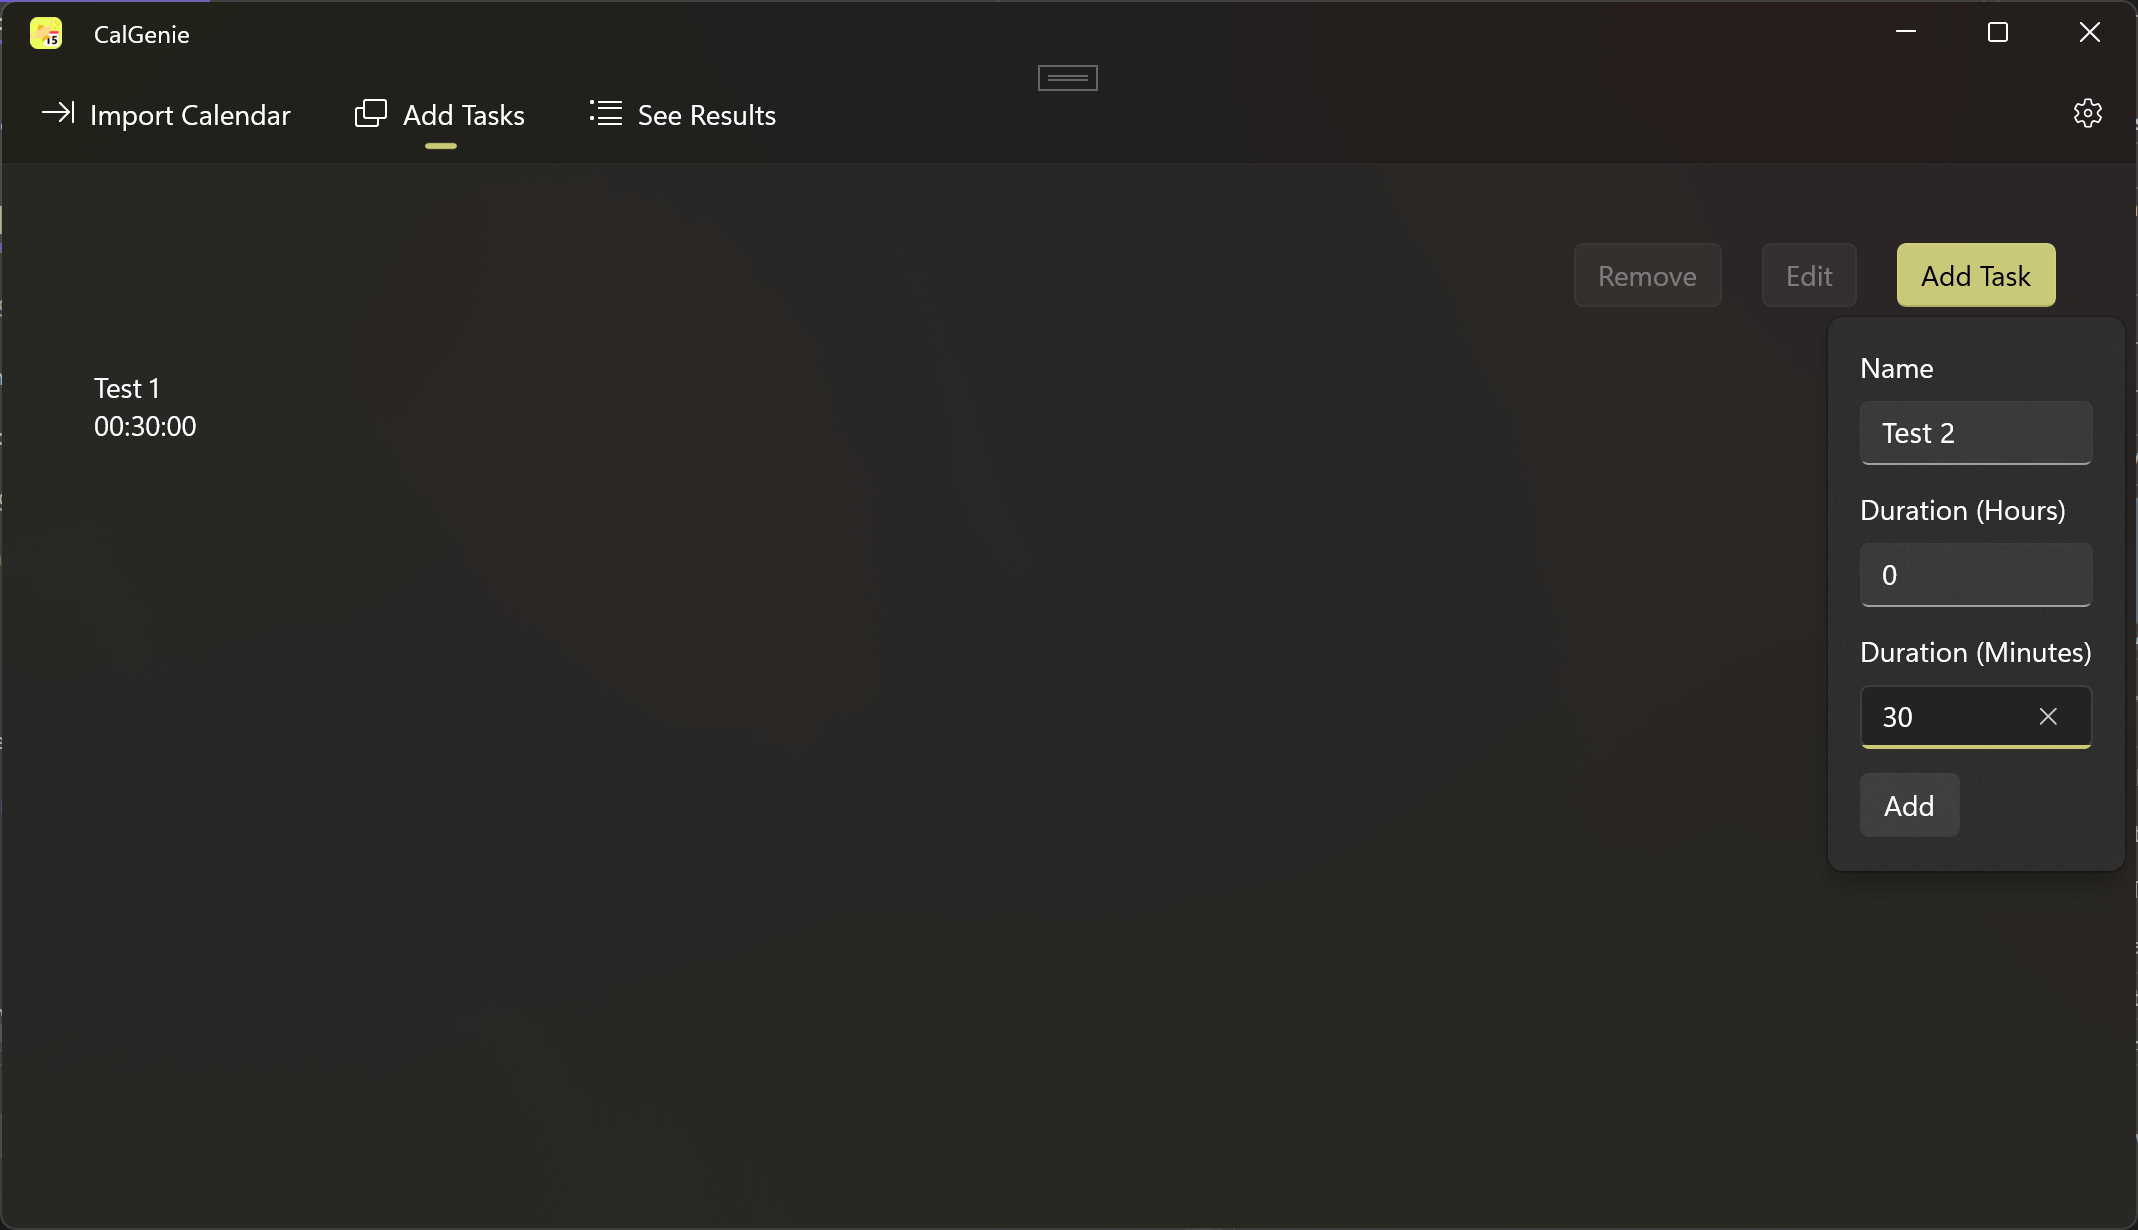 CalGenie
Import Calendar
Add Tasks
See Results
Remove
Edit
Add Task
Test 1
00:30:00
Name
Test 2
Duration (Hours)
0
Duration (Minutes)
30
Add